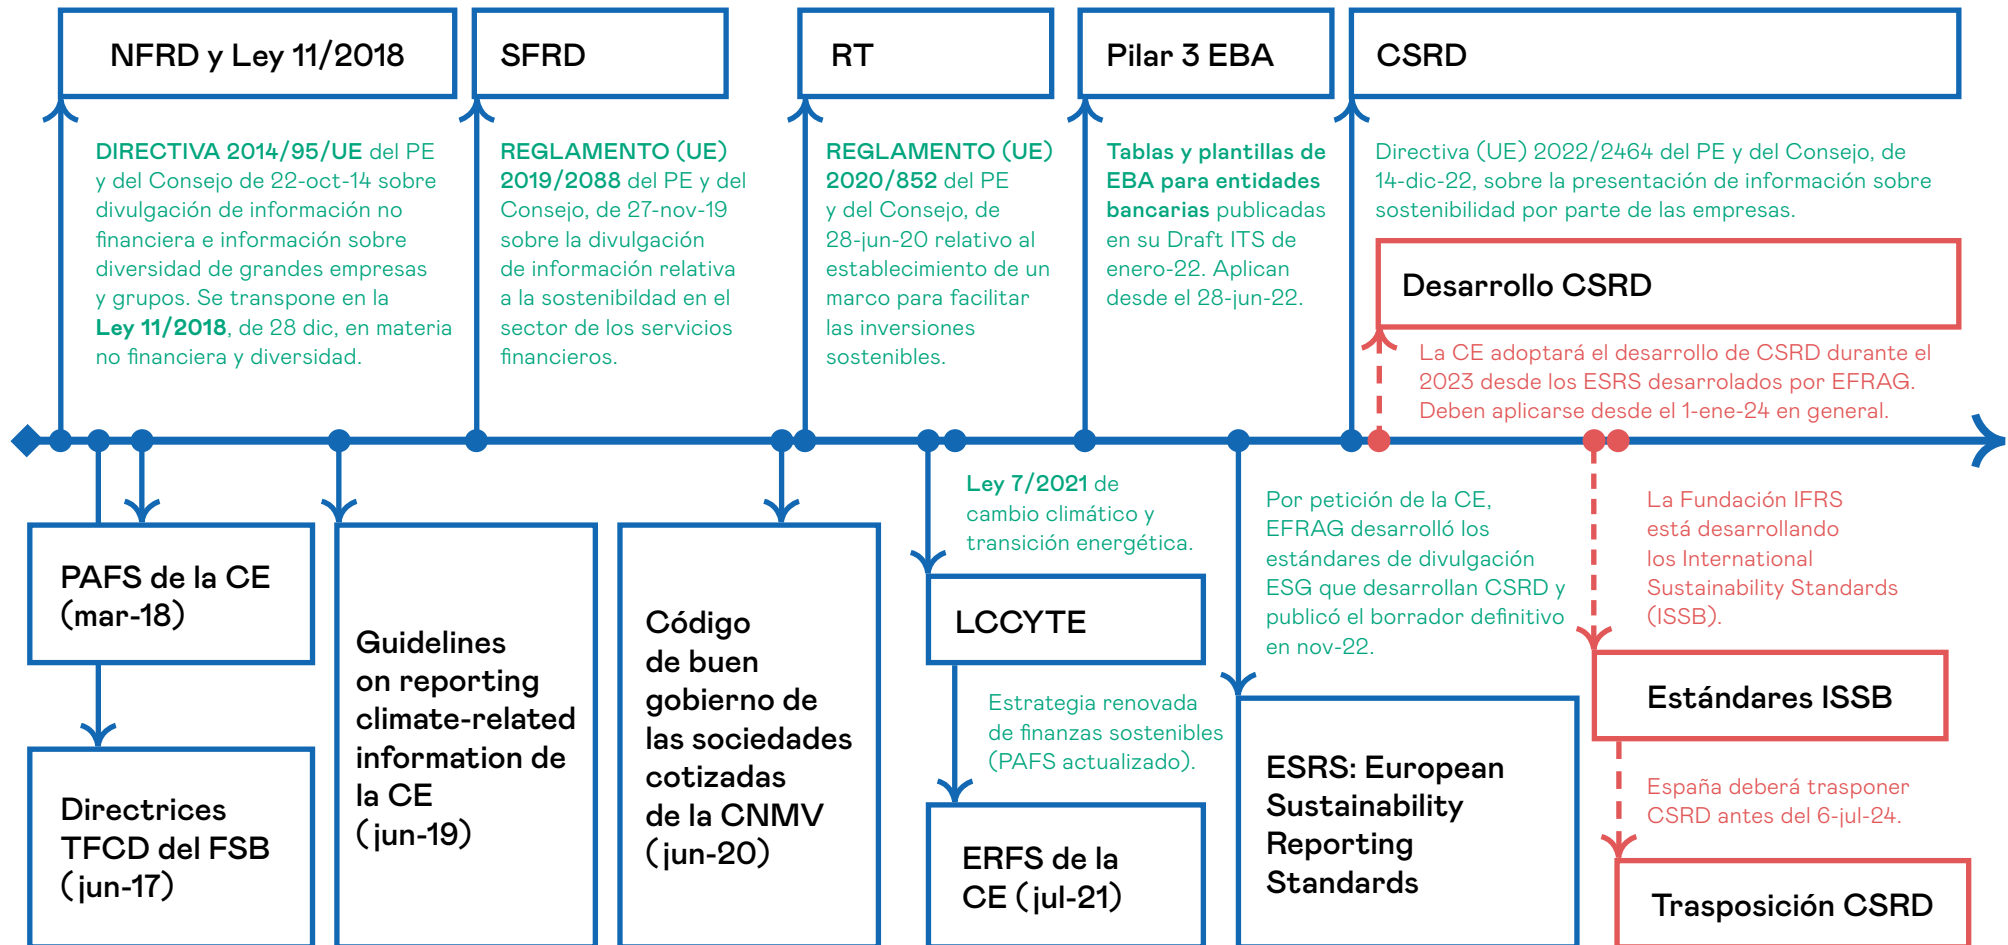 NFRD y Ley 11/2018
SFRD
RT
Pilar 3 EBA
CSRD
DIRECTIVA 2014/95/UE del PE
y del Consejo de 22-oct-14 sobre
divulgación de información no
financiera e información sobre
diversidad de grandes empresas
y grupos. Se transpone en la
Ley 11/2018, de 28 dic, en materia
no financiera y diversidad.
REGLAMENTO (UE)
2019/2088 del PE y del
Consejo, de 27-nov-19
sobre la divulgación
de información relativa
a la sostenibildad en el
sector de los servicios
financieros.
REGLAMENTO (UE)
2020/852 del PE
y del Consejo, de
28-jun-20 relativo al
establecimiento de un
marco para facilitar
las inversiones
sostenibles.
Tablas y plantillas de
EBA para entidades
bancarias publicadas
en su Draft ITS de
enero-22. Aplican
desde el 28-jun-22.
Directiva (UE) 2022/2464 del PE y del Consejo, de
14-dic-22, sobre la presentación de información sobre
sostenibilidad por parte de las empresas.
Desarrollo CSRD
La CE adoptará el desarrollo de CSRD durante el
2023 desde los ESRS desarrolados por EFRAG.
Deben aplicarse desde el 1-ene-24 en general.
PAFS de la CE
(mar-18)
Directrices
TFCD del FSB
(jun-17)
Guidelines
on reporting
climate-related
information de
la CE
(jun-19)
Código
de buen
gobierno de
las sociedades
cotizadas
de la CNMV
(jun-20)
Ley 7/2021 de
cambio climático y
transición energética.
LCCYTE
Estrategia renovada
de finanzas sostenibles
(PAFS actualizado).
ERFS de la
CE (jul-21)
Por petición de la CE,
EFRAG desarrolló los
estándares de divulgación
ESG que desarrollan CSRD y
publicó el borrador definitivo
en nov-22.
ESRS: European
Sustainability
Reporting
Standards
La Fundación IFRS
está desarrollando
los International
Sustainability Standards
(ISSB).
Estándares ISSB
España deberá trasponer
CSRD antes del 6-jul-24.
Trasposición CSRD